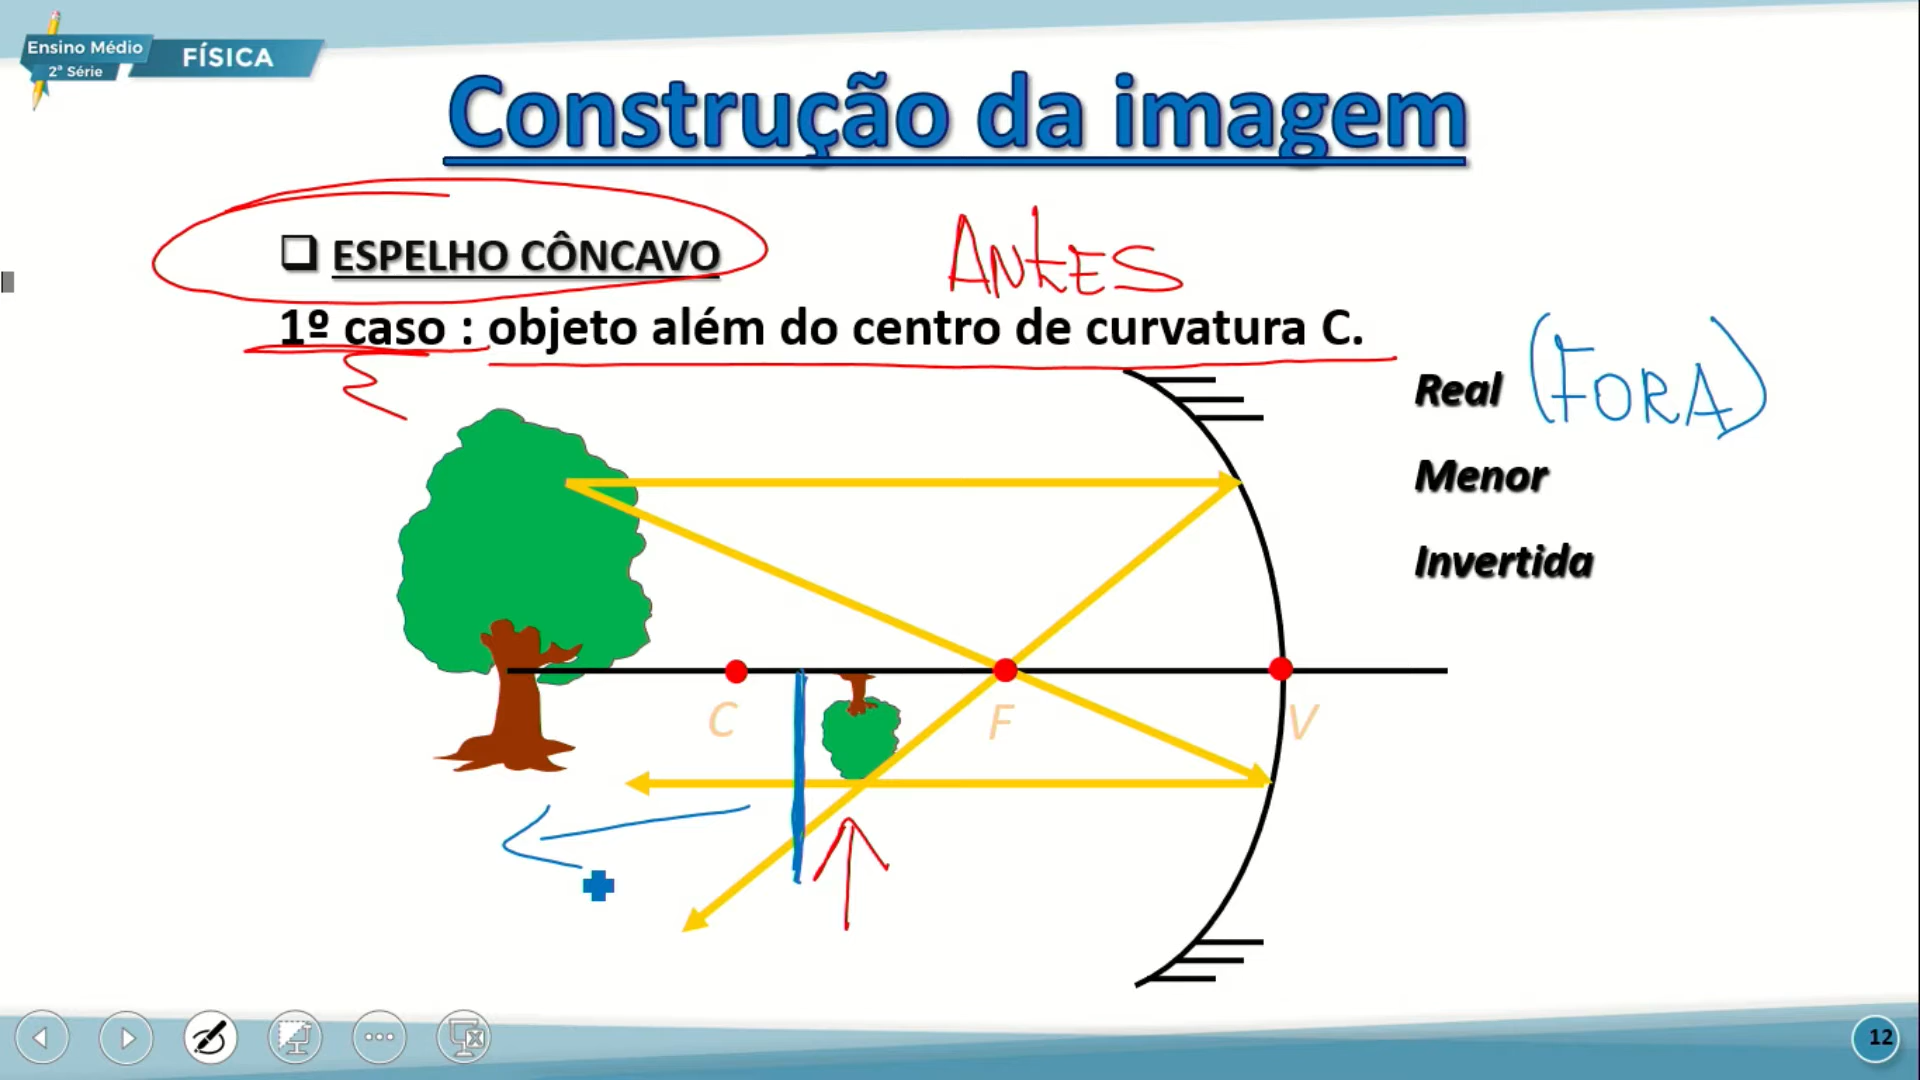 Ensino Médio
2ª Série
FÍSICA
Construção da imagem
ESPELHO CÔNCAVO
ANTES
1º caso : objeto além do centro de curvatura C.
Real (FORA)
Menor
Invertida
C
F
V
12